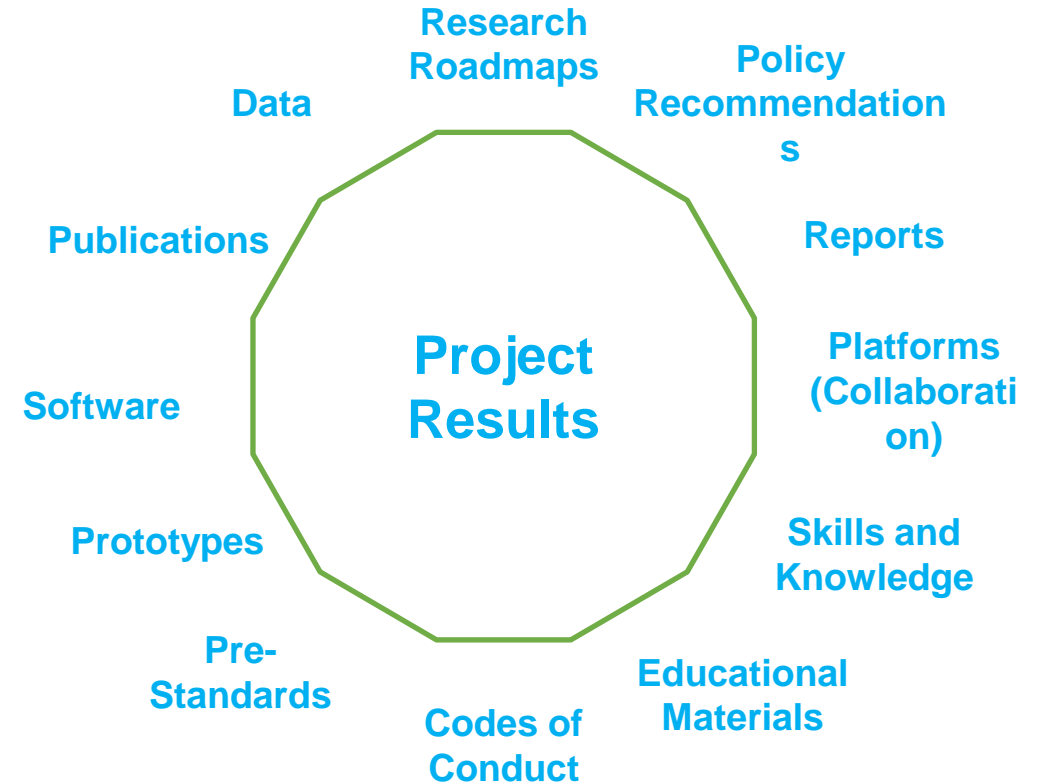 Research
Roadmaps
Policy
Recommendation
s
Data
Reports
Publications
Project
Results
Platforms
(Collaborati
on)
Software
Skills and
Knowledge
Prototypes
Educational
Materials
Pre-
Standards
Codes of
Conduct